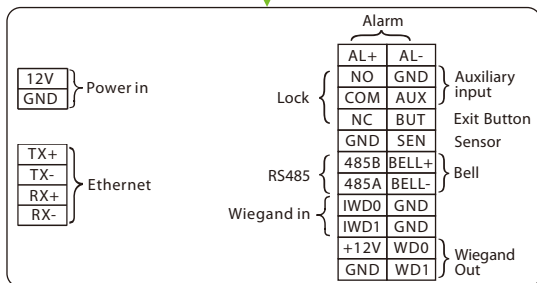 Alarm
AL+ AL-
12V
GND
Power in
Lock
NO GND
COM AUX
NC BUT
Auxiliary
input
Exit Button
GND SEN
Sensor
TX+
TX-
RX+
RX-
Ethernet
RS485
485B BELL+
485A BELL-
Bell
Wiegand in
IWD0 GND
IWD1 GND
+12V WD0
GND WD1
Wiegand
Out